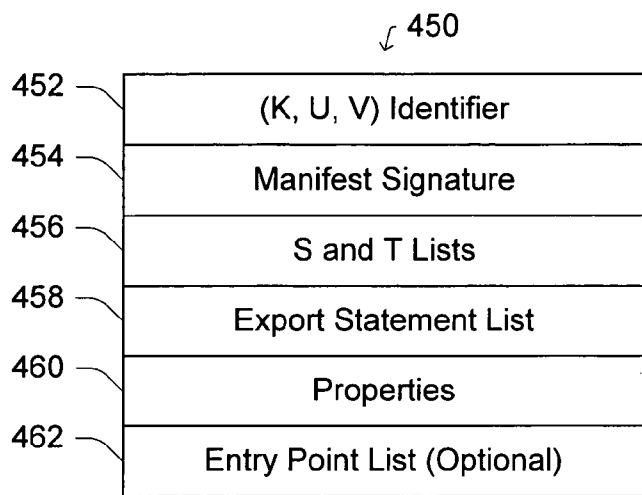 450
452 (K, U, V) Identifier
454 Manifest Signature
456 S and T Lists
458 Export Statement List
460 Properties
462 Entry Point List (Optional)